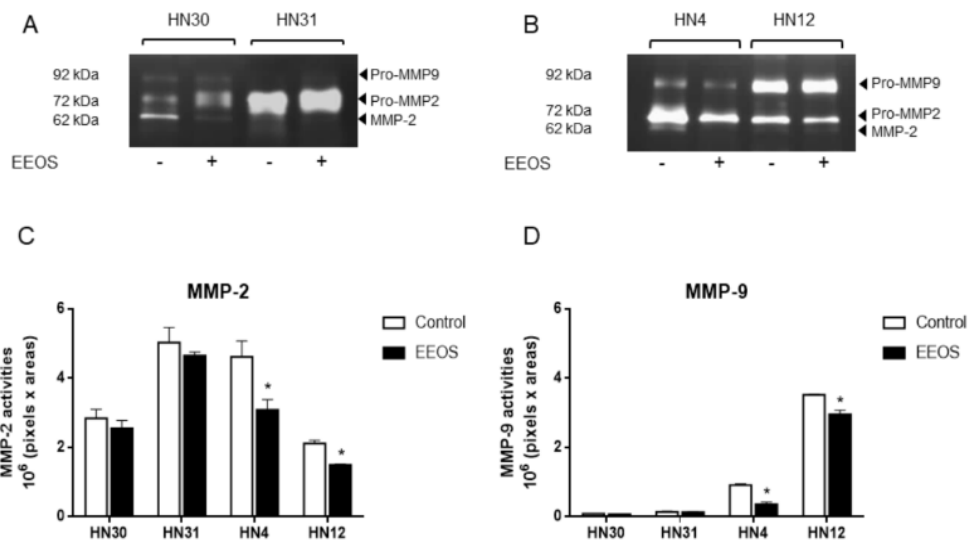 A
HN30 HN31
92 kDa
72 kDa
62 kDa
Pro-MMP9
Pro-MMP2
MMP-2
EEOS - + - +
B
HN4 HN12
92 kDa
72 kDa
62 kDa
Pro-MMP9
Pro-MMP2
MMP-2
EEOS - + - +
C
MMP-2
MMP-2 activities
10⁶ (pixels x areas)
6
4
2
0
* *
HN30 HN31 HN4 HN12
Control
EEOS
D
MMP-9
MMP-9 activities
10⁶ (pixels x areas)
6
4
2
0
* *
HN30 HN31 HN4 HN12
Control
EEOS